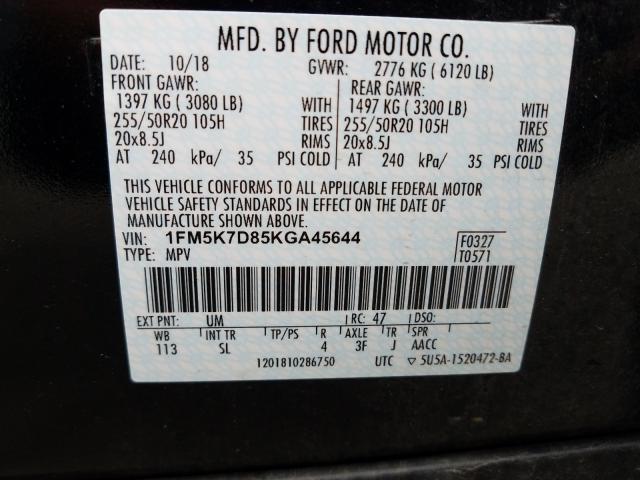 MFD. BY FORD MOTOR CO.
DATE: 10/18 GVWR: 2776 KG ( 6120 LB)
FRONT GAWR: REAR GAWR:
1397 KG ( 3080 LB) WITH 1497 KG ( 3300 LB) WITH
255/50R20 105H TIRES 255/50R20 105H TIRES
20x8.5J RIMS 20x8.5J RIMS
AT 240 kPa/ 35 PSI COLD AT 240 kPa/ 35 PSI COLD
THIS VEHICLE CONFORMS TO ALL APPLICABLE FEDERAL MOTOR
VEHICLE SAFETY STANDARDS IN EFFECT ON THE DATE OF
MANUFACTURE SHOWN ABOVE.
VIN: 1FM5K7D85KGA45644 F0327
TYPE: MPV T0571
EXT PNT: UM RC: 47 DSO:
WB INT TR TP/PS R AXLE TR SPR
113 SL 4 3F J AACC
1201810286750 UTC ▽ 5U5A-1520472-BA